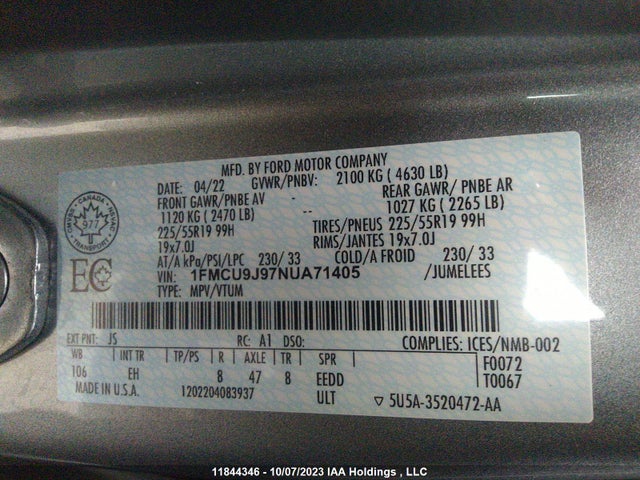 MFD. BY FORD MOTOR COMPANY
DATE: 04/22 GVWR/PNBV: 2100 KG ( 4630 LB)
FRONT GAWR/PNBE AV REAR GAWR/ PNBE AR
1120 KG ( 2470 LB) -- 1027 KG ( 2265 LB)
225/55R19 99H TIRES/PNEUS 225/55R19 99H
19x7.0J RIMS/JANTES 19x7.0J
AT/A kPa/PSI/LPC 230/ 33 COLD/A FROID 230/ 33
VIN: 1FMCU9J97NUA71405 /JUMELEES
TYPE: MPV/VTUM
CANADA
977
EC
EXT PNT: JS RC: A1 DSO: COMPLIES: ICES/NMB-002
WB INT TR TP/PS R AXLE TR SPR F0072
106 EH 8 47 8 EEDD T0067
MADE IN U.S.A. 1202204083937 ULT ▽ 5U5A-3520472-AA
11844346 - 10/07/2023 IAA Holdings , LLC